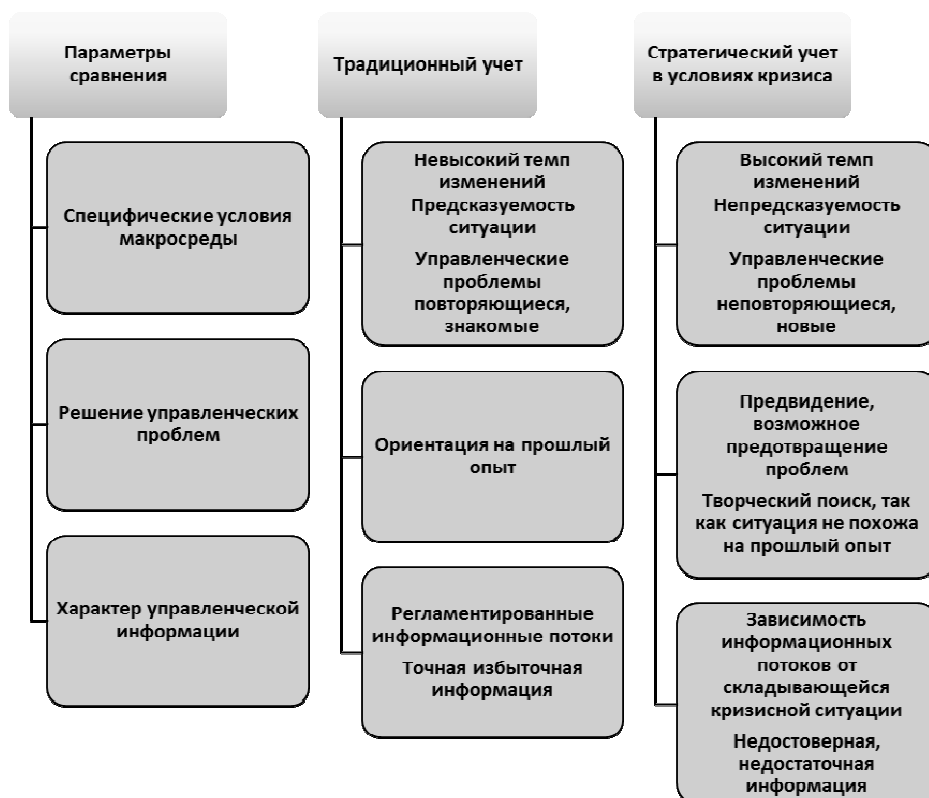 Параметры
сравнения
Специфические условия
макросреды
Решение управленческих
проблем
Характер управленческой
информации
Традиционный учет
Невысокий темп
изменений
Предсказуемость
ситуации
Управленческие
проблемы
повторяющиеся,
знакомые
Ориентация на прошлый
опыт
Регламентированные
информационные потоки
Точная избыточная
информация
Стратегический учет
в условиях кризиса
Высокий темп
изменений
Непредсказуемость
ситуации
Управленческие
проблемы
неповторяющиеся,
новые
Предвидение,
возможное
предотвращение
проблем
Творческий поиск, так
как ситуация не похожа
на прошлый опыт
Зависимость
информационных
потоков от
складывающейся
кризисной ситуации
Недостоверная,
недостаточная
информация